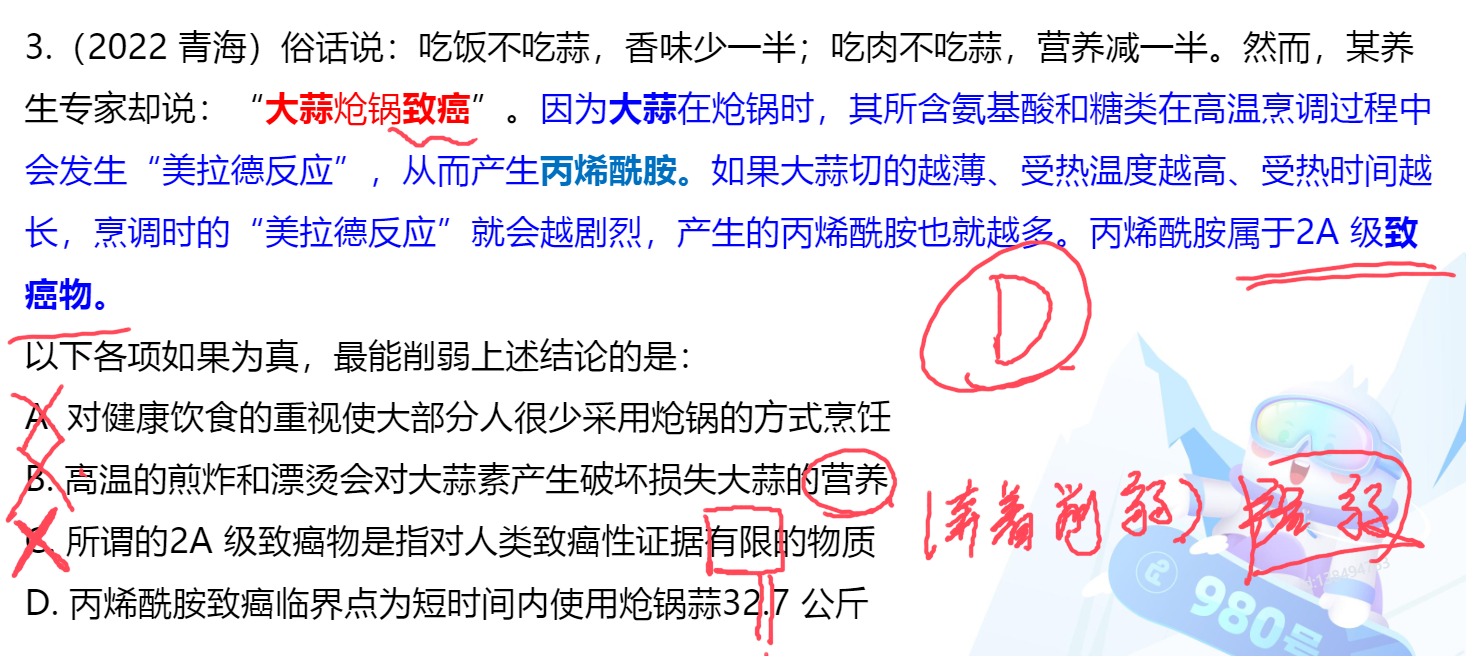 3.（2022 青海）俗话说：吃饭不吃蒜，香味少一半；吃肉不吃蒜，营养减一半。然而，某养
生专家却说：“大蒜炝锅致癌”。因为大蒜在炝锅时，其所含氨基酸和糖类在高温烹调过程中
会发生“美拉德反应”，从而产生丙烯酰胺。如果大蒜切的越薄、受热温度越高、受热时间越
长，烹调时的“美拉德反应”就会越剧烈，产生的丙烯酰胺也就越多。丙烯酰胺属于2A 级致
癌物。
D
以下各项如果为真，最能削弱上述结论的是：
A. 对健康饮食的重视使大部分人很少采用炝锅的方式烹饪
B. 高温的煎炸和漂烫会对大蒜素产生破坏损失大蒜的营养
C. 所谓的2A 级致癌物是指对人类致癌性证据有限的物质
削弱
弱
D. 丙烯酰胺致癌临界点为短时间内使用炝锅蒜32.7 公斤
980号